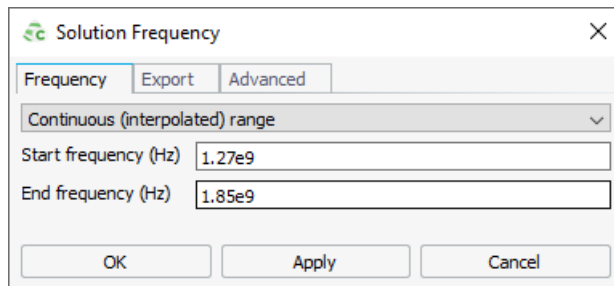 Solution Frequency
Frequency Export Advanced
Continuous (interpolated) range
Start frequency (Hz) 1.27e9
End frequency (Hz) 1.85e9
OK Apply Cancel